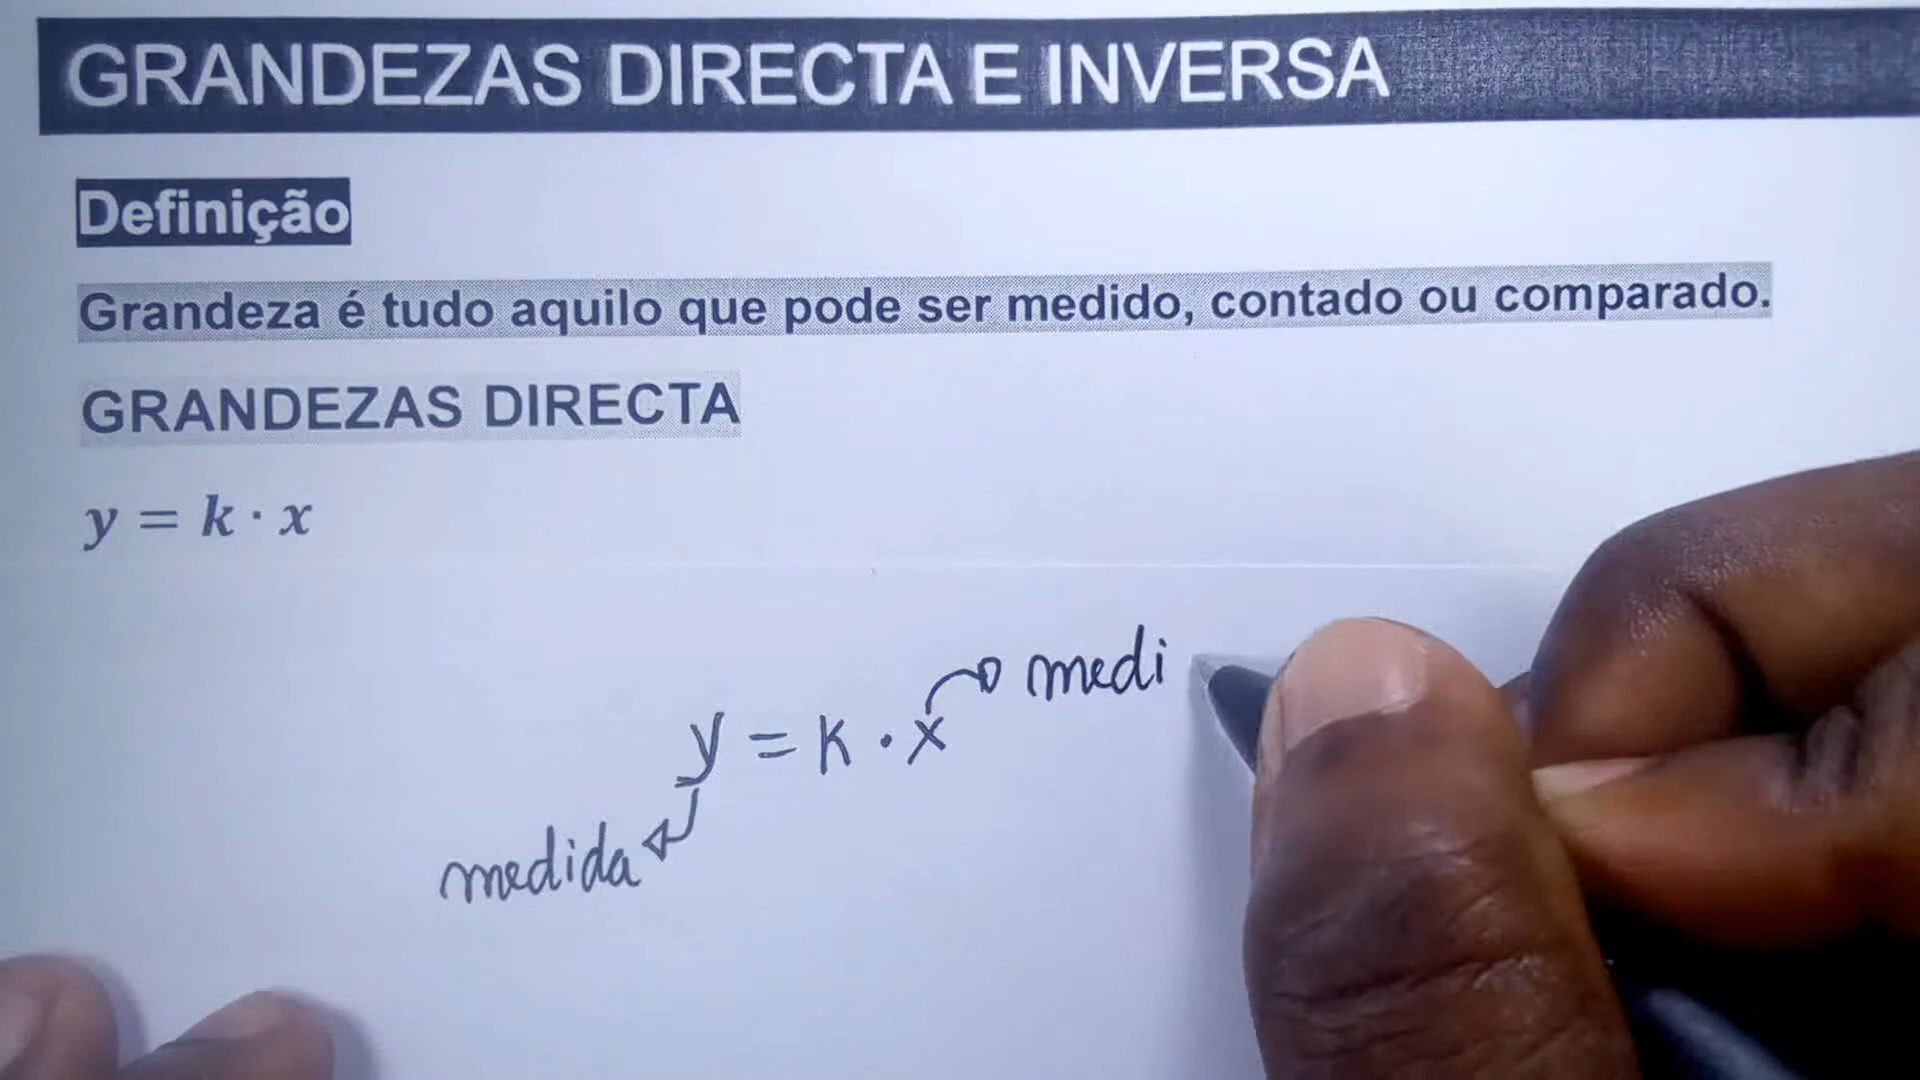 GRANDEZAS DIRECTA E INVERSA
Definição
Grandeza é tudo aquilo que pode ser medido, contado ou comparado.
GRANDEZAS DIRECTA
y = k · x
medi
y = k · x
medida